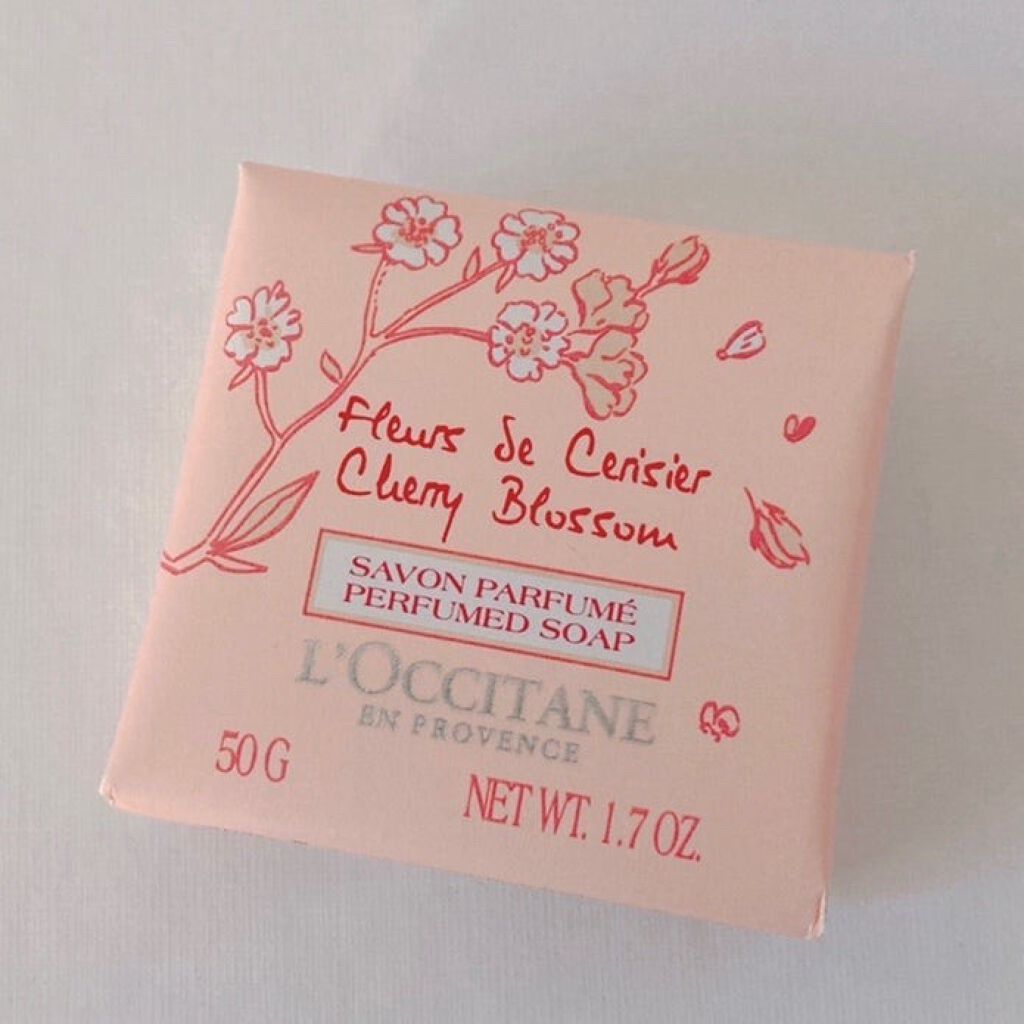 Fleurs de Cerisier
Cherry Blossom
SAVON PARFUMÉ
PERFUMED SOAP
L'OCCITANE
EN PROVENCE
50 G
NET WT. 1.7 OZ.